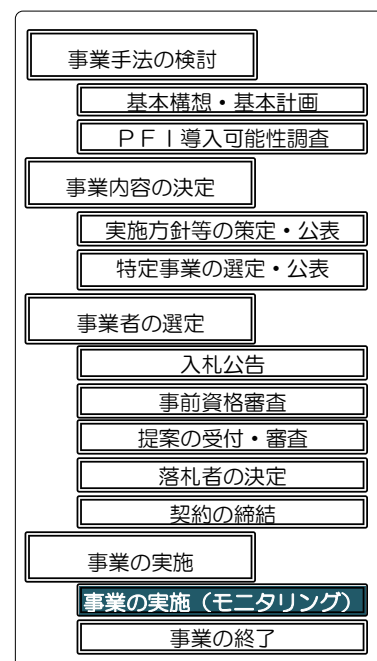 事業手法の検討
基本構想・基本計画
ＰＦＩ導入可能性調査
事業内容の決定
実施方針等の策定・公表
特定事業の選定・公表
事業者の選定
入札公告
事前資格審査
提案の受付・審査
落札者の決定
契約の締結
事業の実施
事業の実施（モニタリング）
事業の終了